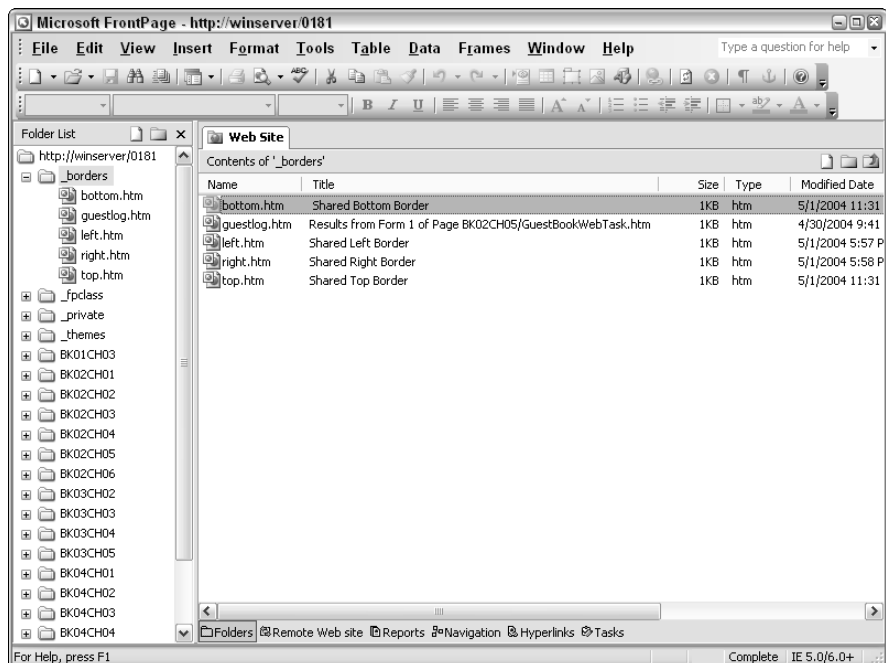 Microsoft FrontPage - http://winserver/0181
File Edit View Insert Format Tools Table Data Frames Window Help Type a question for help
B I U A A ab A
Folder List
Web Site
http://winserver/0181
Contents of '_borders'
_borders
Name Title Size Type Modified Date
bottom.htm
bottom.htm Shared Bottom Border 1KB htm 5/1/2004 11:31
guestlog.htm
guestlog.htm Results from Form 1 of Page BK02CH05/GuestBookWebTask.htm 1KB htm 4/30/2004 9:41
left.htm
left.htm Shared Left Border 1KB htm 5/1/2004 5:57 P
right.htm
right.htm Shared Right Border 1KB htm 5/1/2004 5:58 P
top.htm
top.htm Shared Top Border 1KB htm 5/1/2004 11:31
_fpclass
_private
_themes
BK01CH03
BK02CH01
BK02CH02
BK02CH03
BK02CH04
BK02CH05
BK02CH06
BK03CH02
BK03CH03
BK03CH04
BK03CH05
BK04CH01
BK04CH02
BK04CH03
BK04CH04
Folders Remote Web site Reports Navigation Hyperlinks Tasks
For Help, press F1 Complete IE 5.0/6.0+